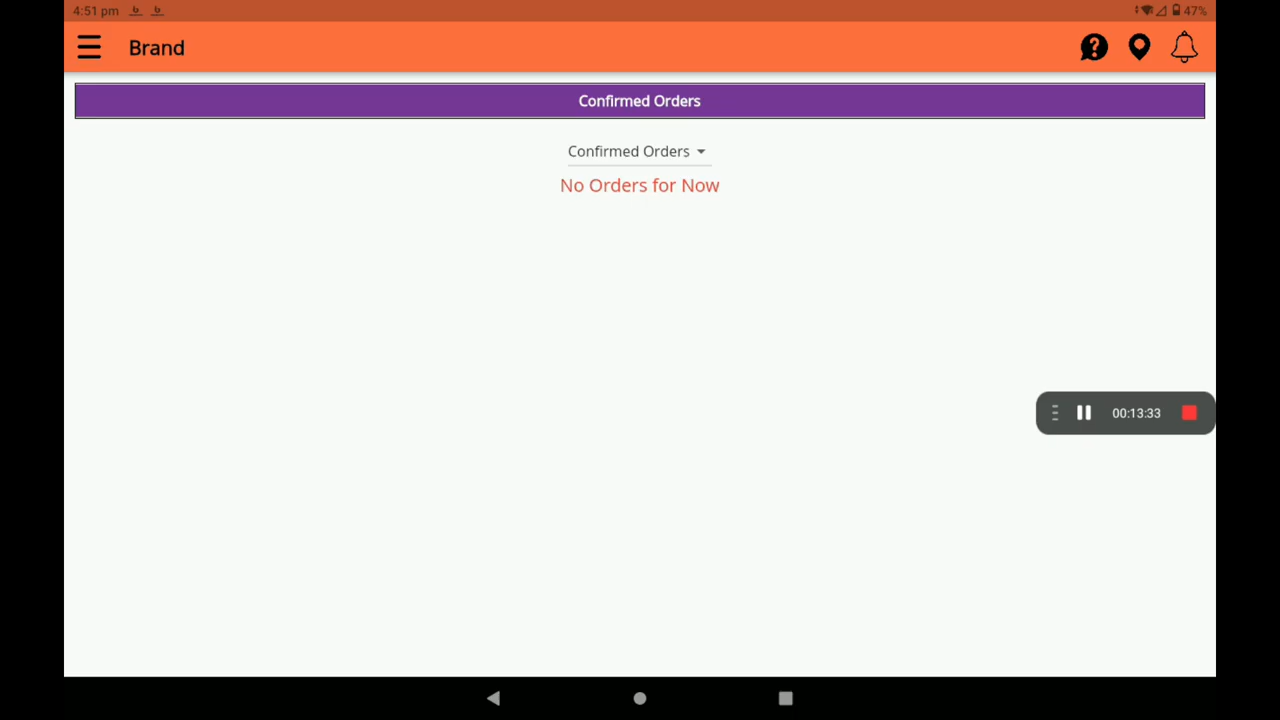 4:51 pm
47%
Brand
Confirmed Orders
Confirmed Orders
No Orders for Now
00:13:33